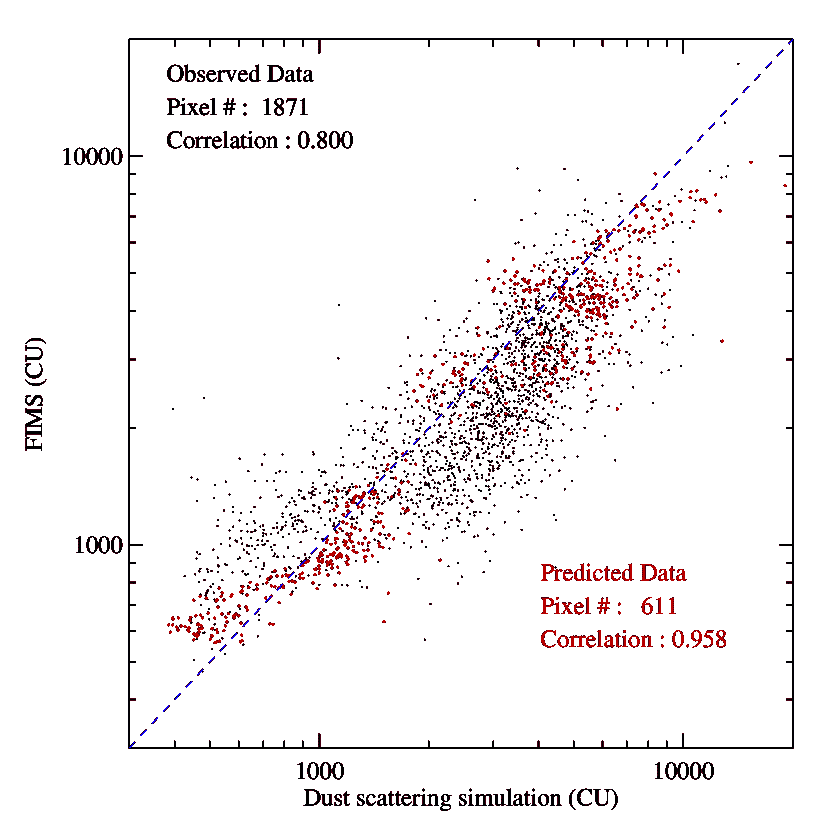 Observed Data
Pixel # : 1871
Correlation : 0.800
10000
FIMS (CU)
1000
Predicted Data
Pixel # : 611
Correlation : 0.958
1000
10000
Dust scattering simulation (CU)